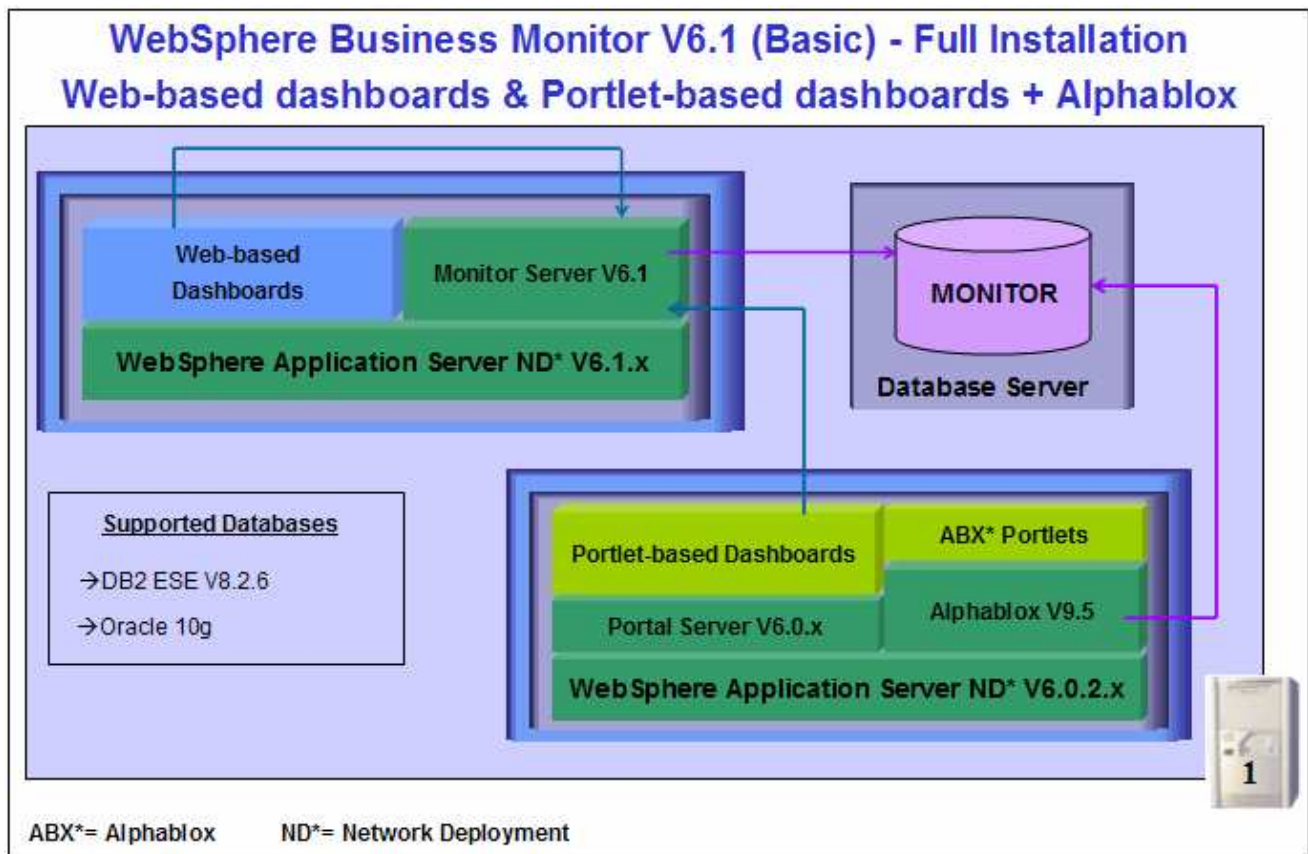 WebSphere Business Monitor V6.1 (Basic) - Full Installation
Web-based dashboards & Portlet-based dashboards + Alphablox
Web-based
Dashboards
Monitor Server V6.1
WebSphere Application Server ND* V6.1.x
MONITOR
Database Server
Supported Databases
→DB2 ESE V8.2.6
→Oracle 10g
Portlet-based Dashboards
ABX* Portlets
Portal Server V6.0.x
Alphablox V9.5
WebSphere Application Server ND* V6.0.2.x
1
ABX*= Alphablox ND*= Network Deployment